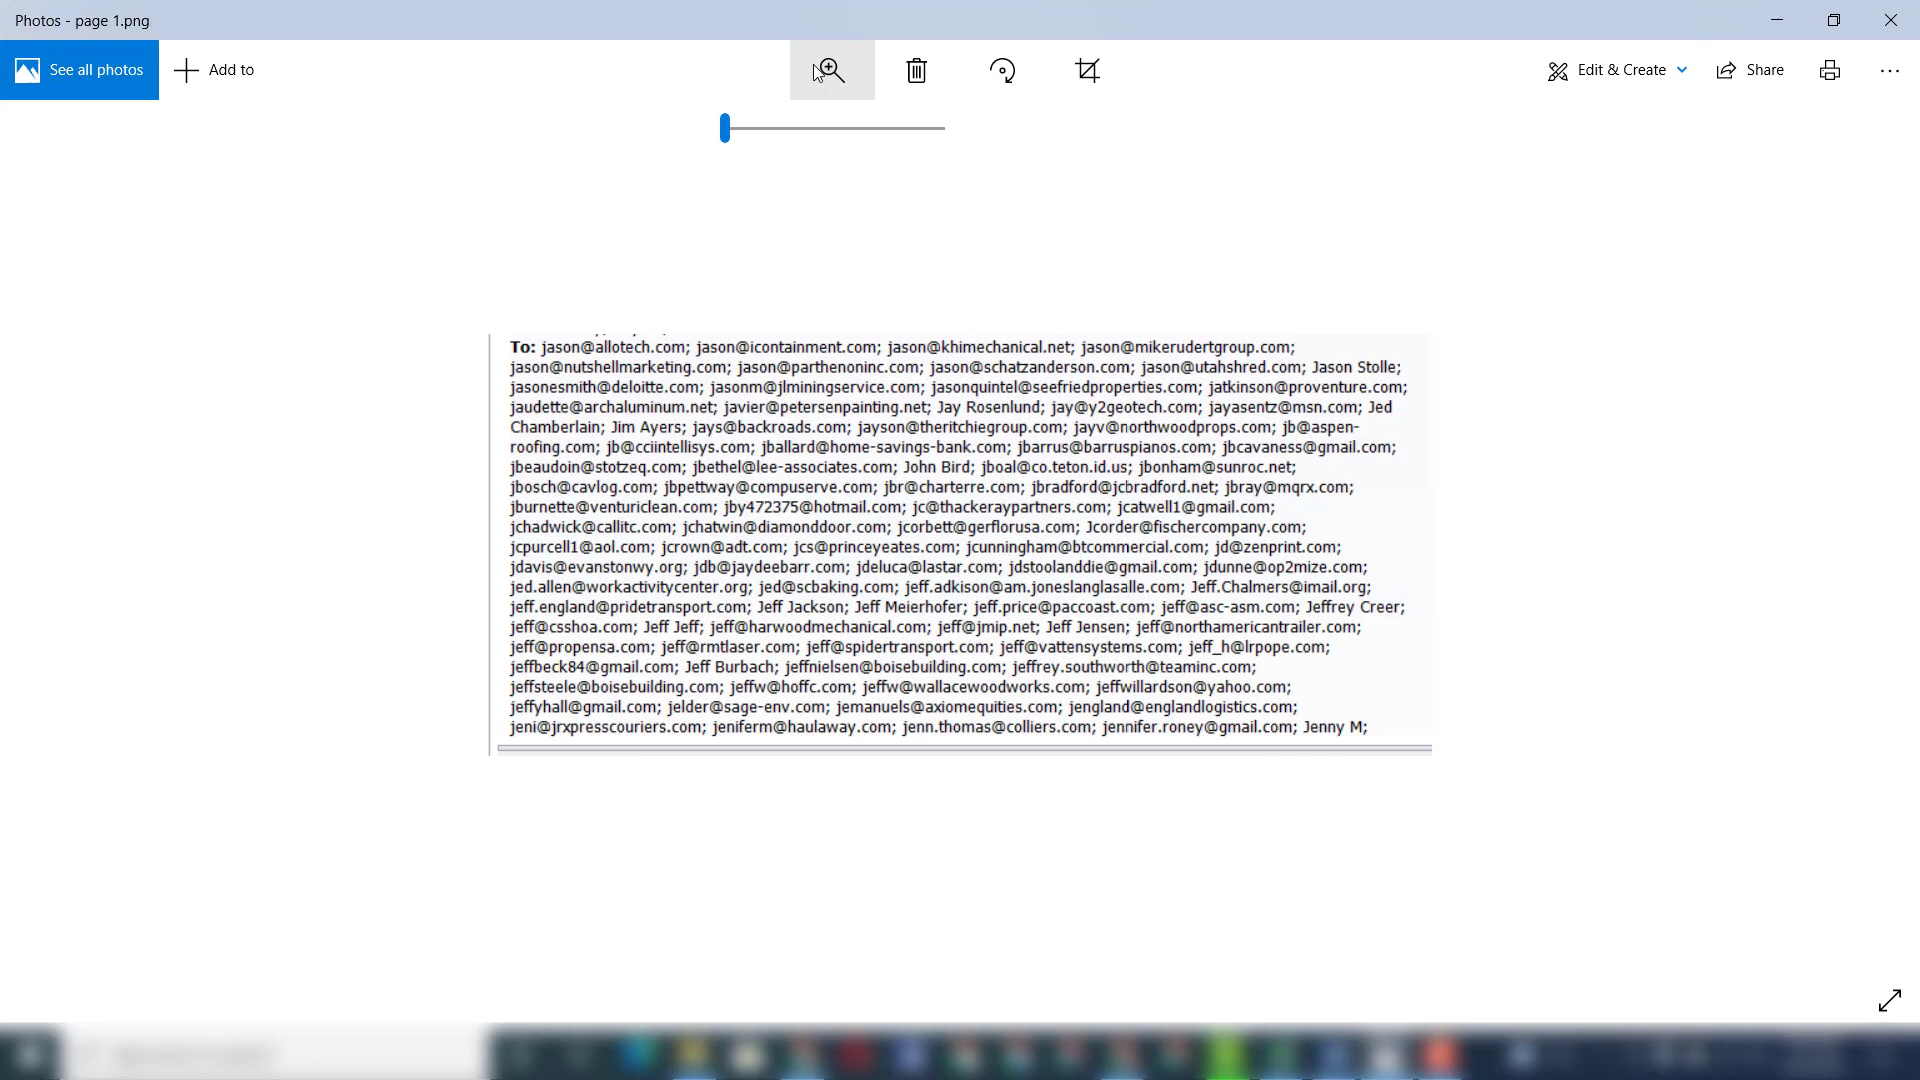 Photos - page 1.png
See all photos
Add to
Edit & Create
Share
To: jason@allotech.com; jason@icontainment.com; jason@khimechanical.net; jason@mikerudertgroup.com;
jason@nutshellmarketing.com; jason@parthenoninc.com; jason@schatzanderson.com; jason@utahshred.com; Jason Stolle;
jasonesmith@deloitte.com; jasonm@jlminingservice.com; jasonquintel@seefriedproperties.com; jatkinson@proventure.com;
jaudette@archaluminum.net; javier@petersenpainting.net; Jay Rosenlund; jay@y2geotech.com; jayasentz@msn.com; Jed
Chamberlain; Jim Ayers; jays@backroads.com; jayson@theritchiegroup.com; jayv@northwoodprops.com; jb@aspen-
roofing.com; jb@cciintellisys.com; jballard@home-savings-bank.com; jbarrus@barruspianos.com; jbcavaness@gmail.com;
jbeaudoin@stotzeq.com; jbethel@lee-associates.com; John Bird; jboal@co.teton.id.us; jbonham@sunroc.net;
jbosch@cavlog.com; jbpettway@compuserve.com; jbr@charterre.com; jbradford@jcbradford.net; jbray@mqrx.com;
jburnette@venturiclean.com; jby472375@hotmail.com; jc@thackeraypartners.com; jcatwell1@gmail.com;
jchadwick@callitc.com; jchatwin@diamonddoor.com; jcorbett@gerflorusa.com; Jcorder@fischercompany.com;
jcpurcell1@aol.com; jcrown@adt.com; jcs@princeyeates.com; jcunningham@btcommercial.com; jd@zenprint.com;
jdavis@evanstonwy.org; jdb@jaydeebarr.com; jdeluca@lastar.com; jdstoolanddie@gmail.com; jdunne@op2mize.com;
jed.allen@workactivitycenter.org; jed@scbaking.com; jeff.adkison@am.joneslanglasalle.com; Jeff.Chalmers@imail.org;
jeff.england@pridetransport.com; Jeff Jackson; Jeff Meierhofer; jeff.price@paccoast.com; jeff@asc-asm.com; Jeffrey Creer;
jeff@csshoa.com; Jeff Jeff; jeff@harwoodmechanical.com; jeff@jmip.net; Jeff Jensen; jeff@northamericantrailer.com;
jeff@propensa.com; jeff@rmtlaser.com; jeff@spidertransport.com; jeff@vattensystems.com; jeff_h@lrpope.com;
jeffbeck84@gmail.com; Jeff Burbach; jeffnielsen@boisebuilding.com; jeffrey.southworth@teaminc.com;
jeffsteele@boisebuilding.com; jeffw@hoffc.com; jeffw@wallacewoodworks.com; jeffwillardson@yahoo.com;
jeffyhall@gmail.com; jelder@sage-env.com; jemanuels@axiomequities.com; jengland@englandlogistics.com;
jeni@jrxpresscouriers.com; jeniferm@haulaway.com; jenn.thomas@colliers.com; jennifer.roney@gmail.com; Jenny M;